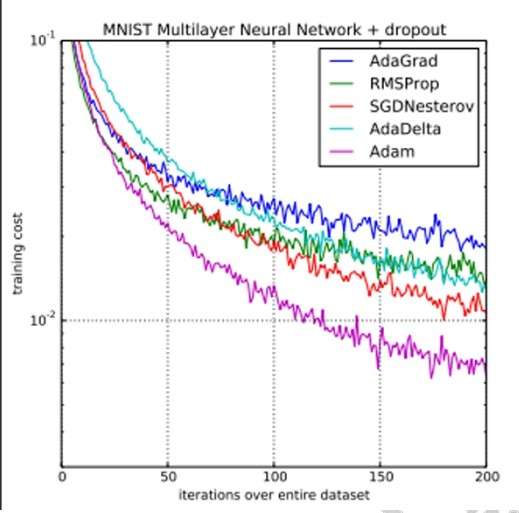 MNIST Multilayer Neural Network + dropout
10⁻¹
AdaGrad
RMSProp
SGDNesterov
AdaDelta
Adam
training cost
10⁻²
0 50 100 150 200
iterations over entire dataset